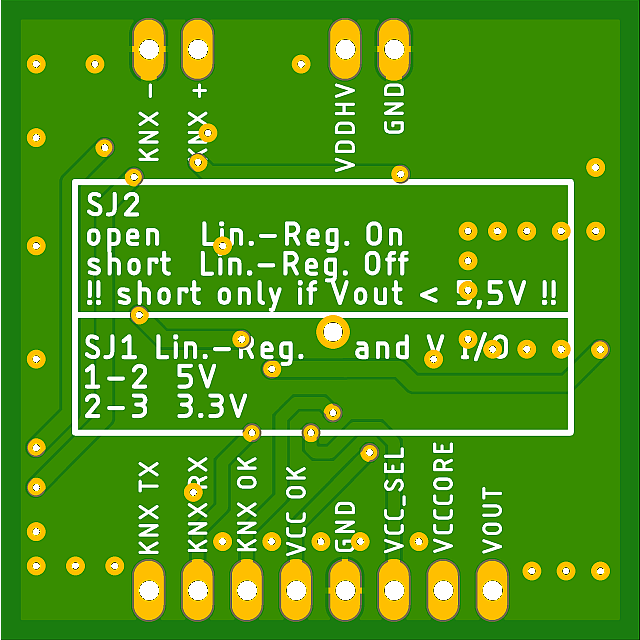 KNX -
KNX +
VDDHV
GND
SJ2
open Lin.-Reg. On
short Lin.-Reg. Off
!! short only if Vout < 5,5V !!
SJ1 Lin.-Reg. and V I/O
1-2 5V
2-3 3.3V
KNX TX
KNX RX
KNX OK
VCC OK
GND
VCC_SEL
VCCCORE
VOUT